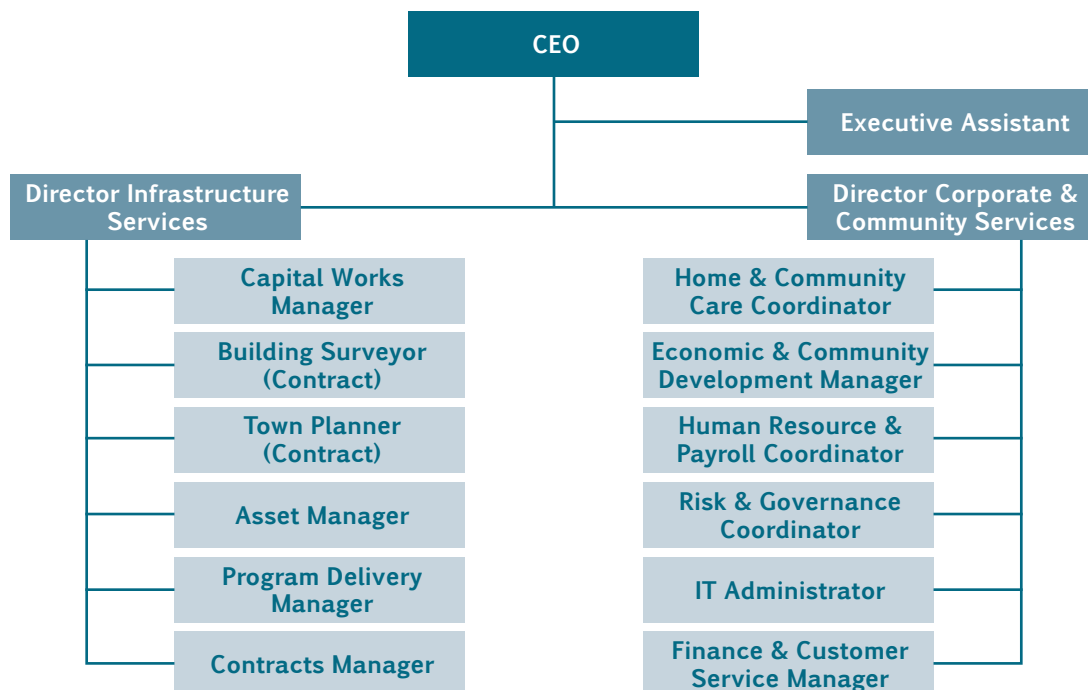 CEO
Executive Assistant
Director Infrastructure
Services
Director Corporate &
Community Services
Capital Works
Manager
Building Surveyor
(Contract)
Town Planner
(Contract)
Asset Manager
Program Delivery
Manager
Contracts Manager
Home & Community
Care Coordinator
Economic & Community
Development Manager
Human Resource &
Payroll Coordinator
Risk & Governance
Coordinator
IT Administrator
Finance & Customer
Service Manager